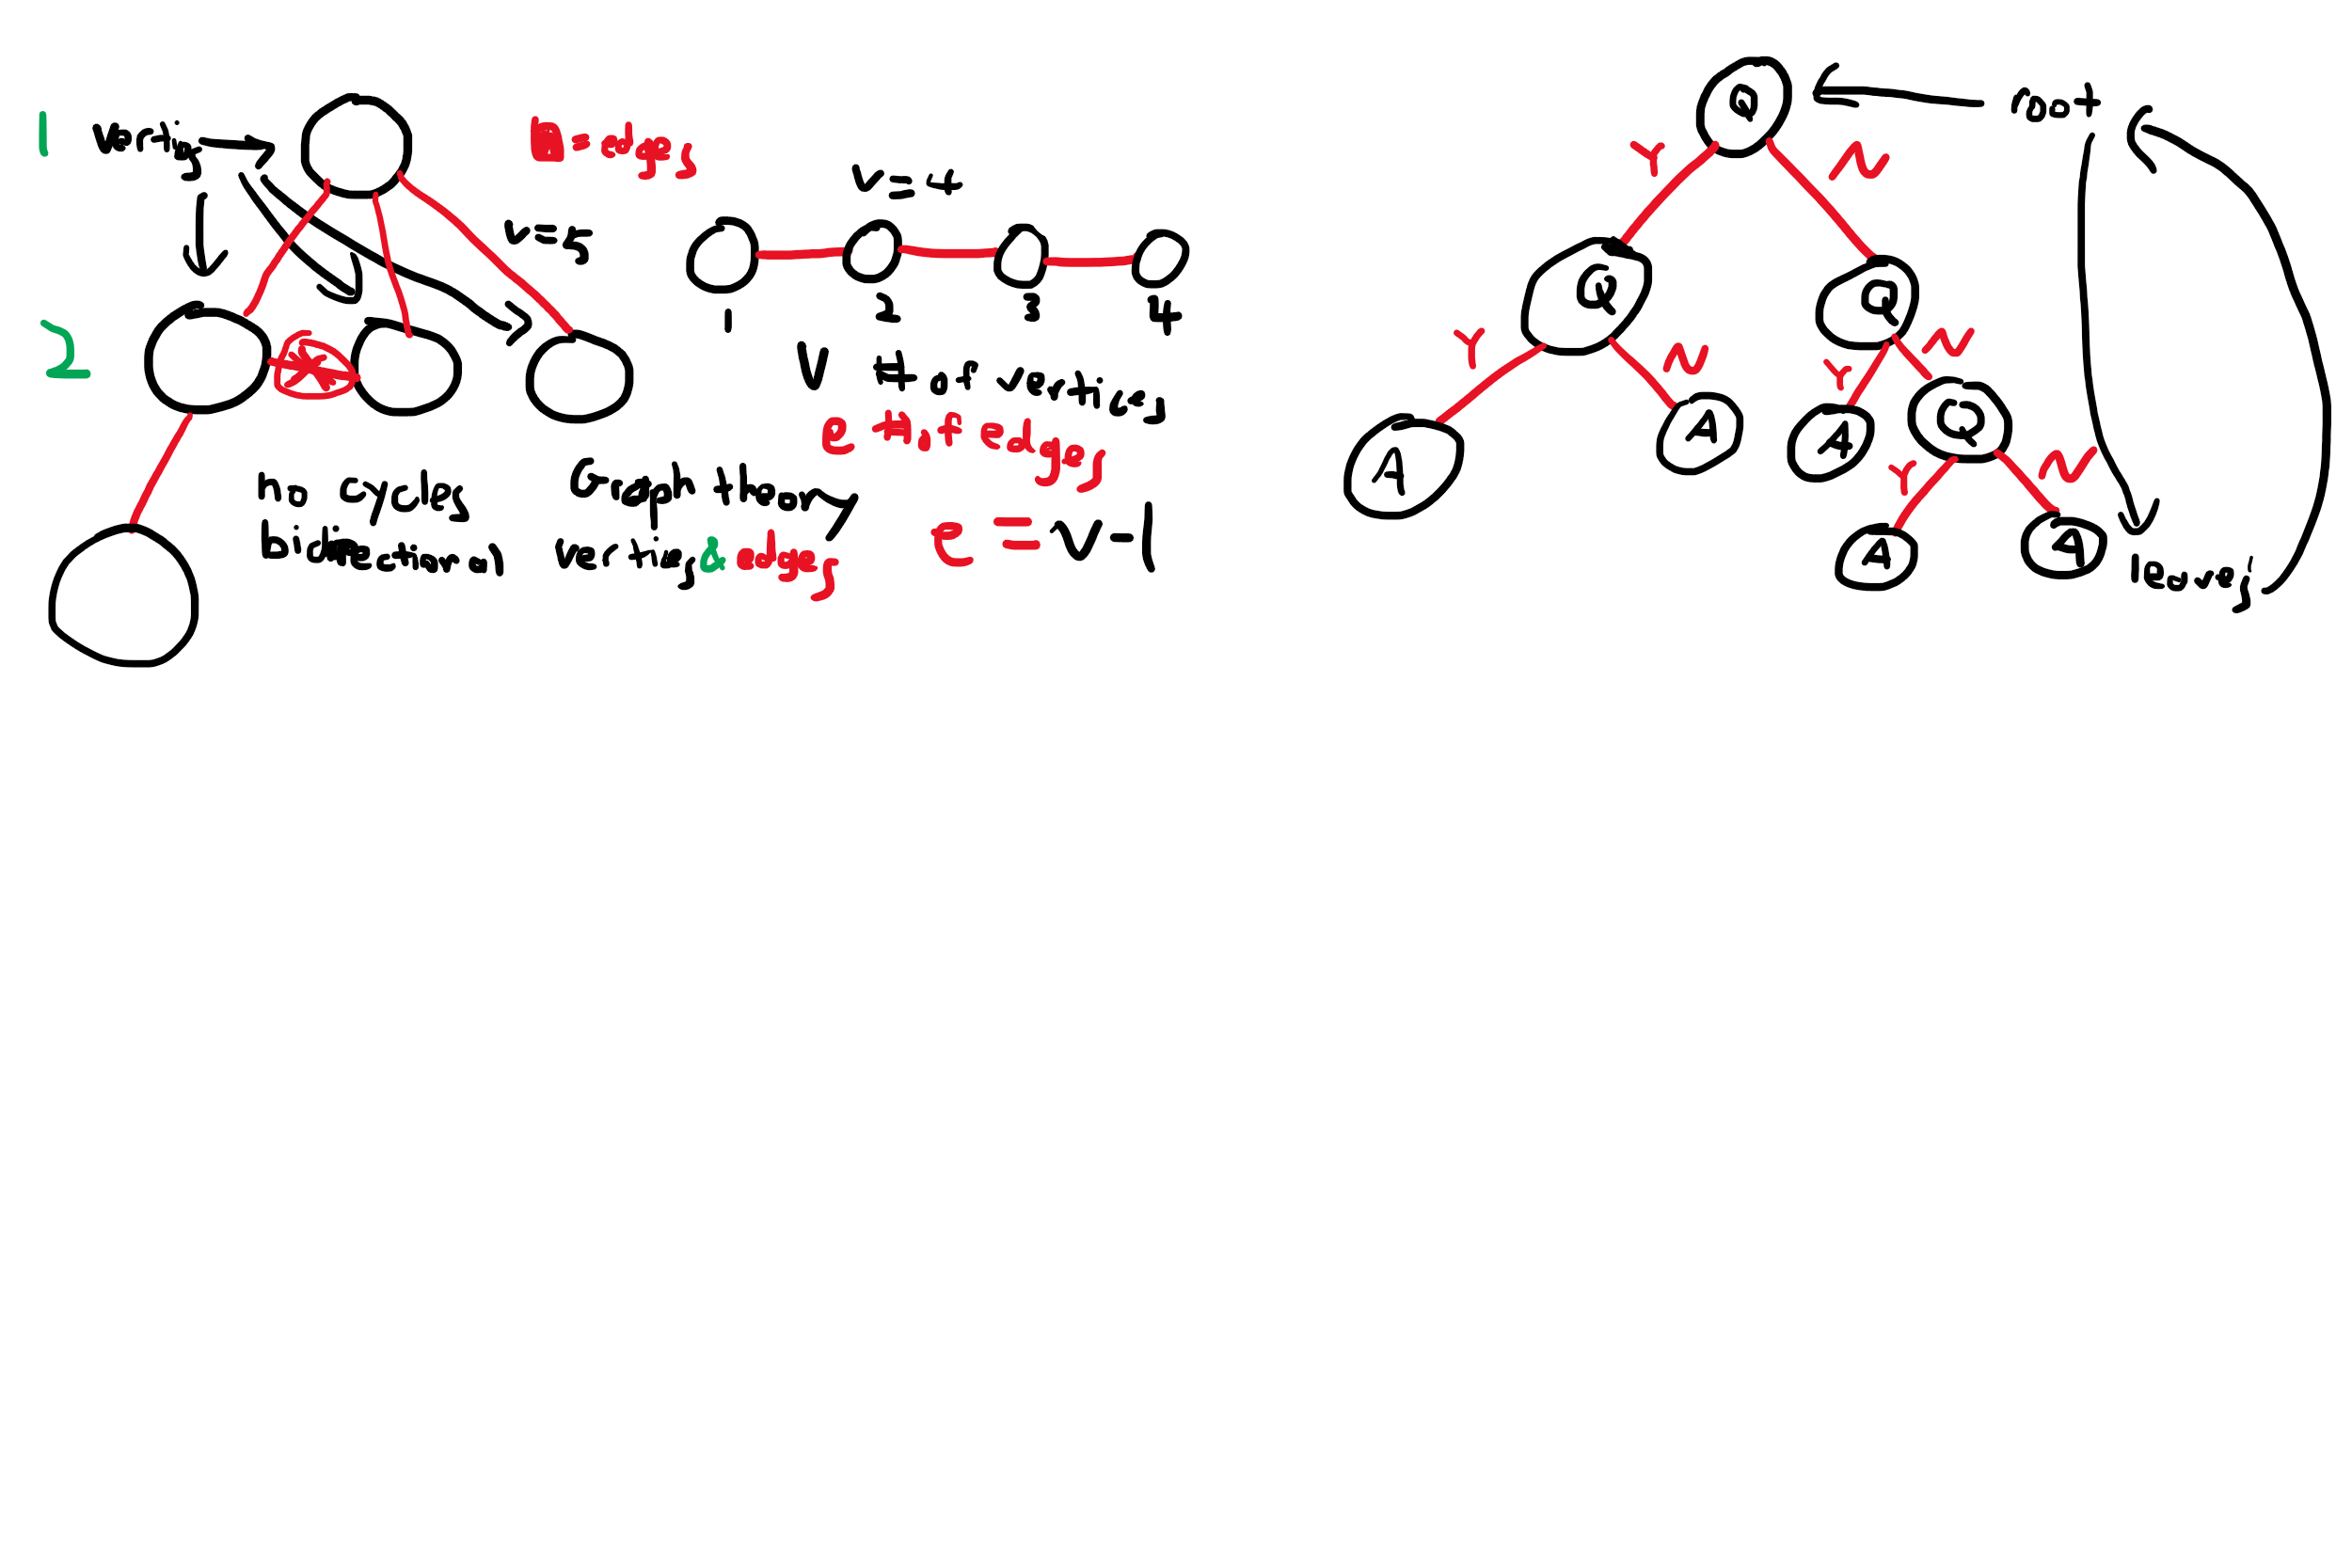 1 vertices
= edges
v=5
v=4
1 2 3 4
2
V # of vertices
e # of edges
no cycles
bidirectional
Graph theory
vertices & edges
e = v-1
Q root
Y N
Q Q
Y N Y N
A A A Q
Y N
A A
leaves